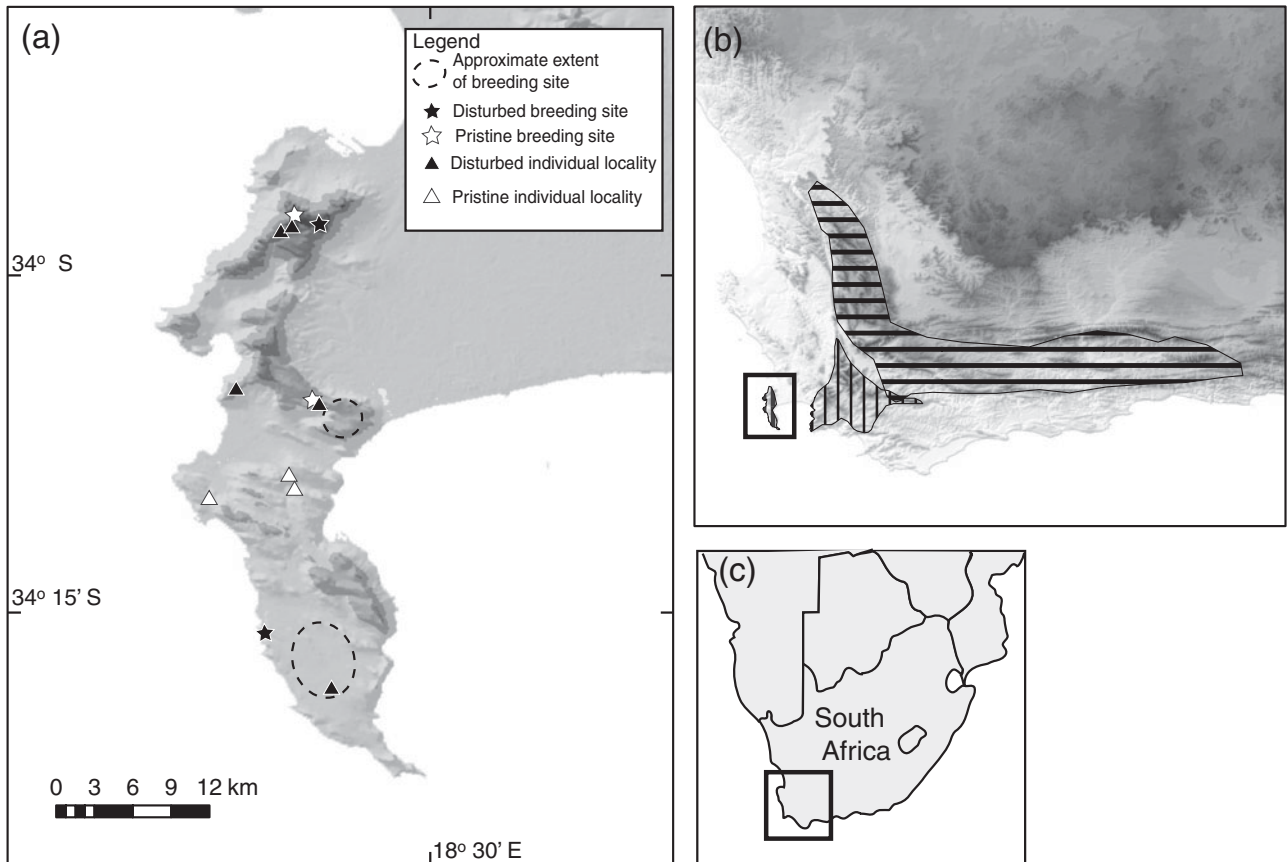 (a)
Legend
Approximate extent
of breeding site
Disturbed breeding site
Pristine breeding site
Disturbed individual locality
Pristine individual locality
34° S
34° 15' S
0 3 6 9 12 km
18° 30' E
(b)
(c)
South
Africa